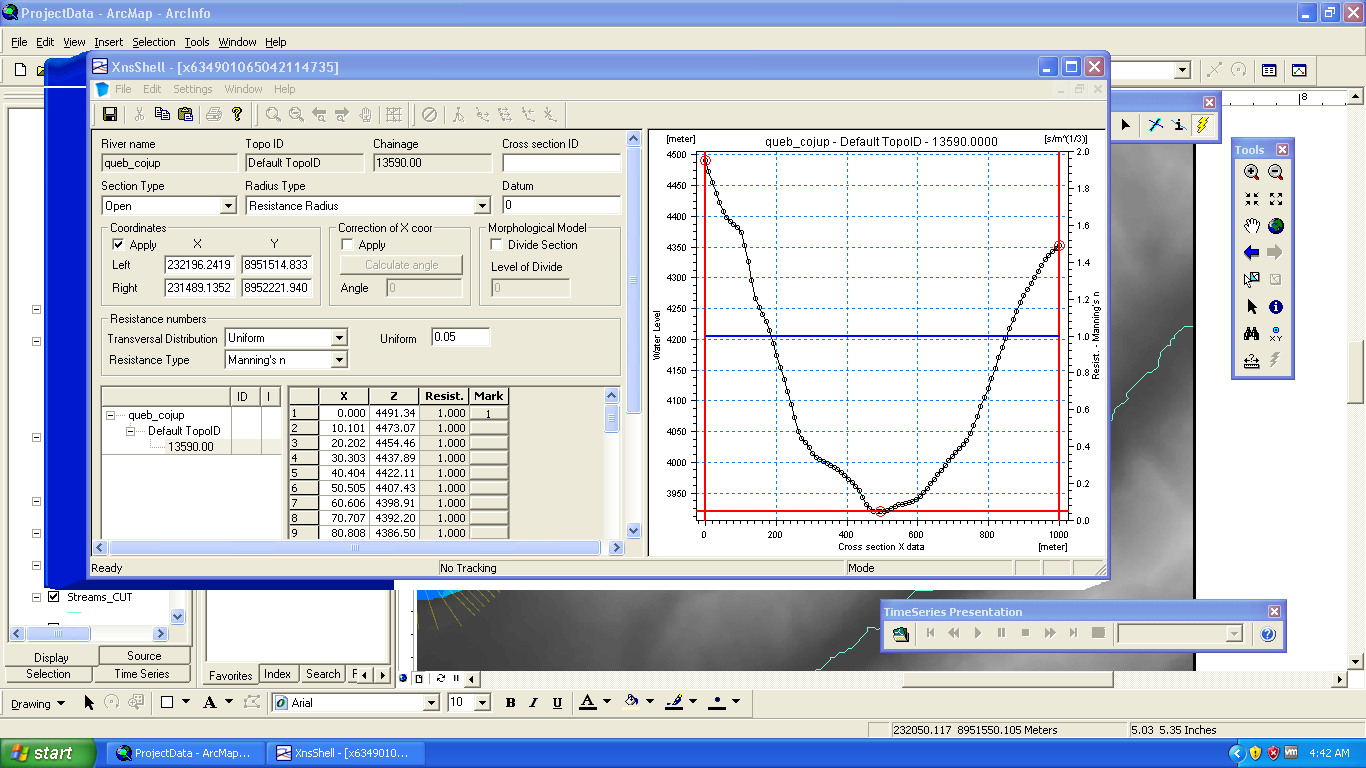 ProjectData - ArcMap - ArcInfo
File Edit View Insert Selection Tools Window Help
XnsShell - [x634901065042114735]
File Edit Settings Window Help
River name Topo ID Chainage Cross section ID
queb_cojup Default TopoID 13590.00
Section Type Radius Type Datum
Open Resistance Radius 0
Coordinates Correction of X coor Morphological Model
Apply X Y Apply Divide Section
Left 232196.2419 8951514.833 Calculate angle Level of Divide
Right 231489.1352 8952221.940 Angle 0 0
Resistance numbers
Transversal Distribution Uniform Uniform 0.05
Resistance Type Manning's n
ID I
queb_cojup
Default TopoID
13590.00
X Z Resist. Mark
1 0.000 4491.34 1.000 1
2 10.101 4473.07 1.000
3 20.202 4454.46 1.000
4 30.303 4437.89 1.000
5 40.404 4422.11 1.000
6 50.505 4407.43 1.000
7 60.606 4398.91 1.000
8 70.707 4392.20 1.000
9 80.808 4386.50 1.000
[meter] queb_cojup - Default TopoID - 13590.0000 [s/m^(1/3)]
4500
4450
4400
4350
4300
4250
4200
4150
4100
4050
4000
3950
Water Level
2.0
1.8
1.6
1.4
1.2
1.0
0.8
0.6
0.4
0.2
0.0
Resist. - Manning's n
0 200 400 600 800 1000
Cross section X data [meter]
Ready No Tracking Mode
8
Tools
XY
Streams_CUT
Display Source
Selection Time Series
Favorites Index Search F
TimeSeries Presentation
Drawing A Arial 10 B I U A
232050.117 8951550.105 Meters 5.03 5.35 Inches
start ProjectData - ArcMap... XnsShell - [x6349010... vm 4:42 AM